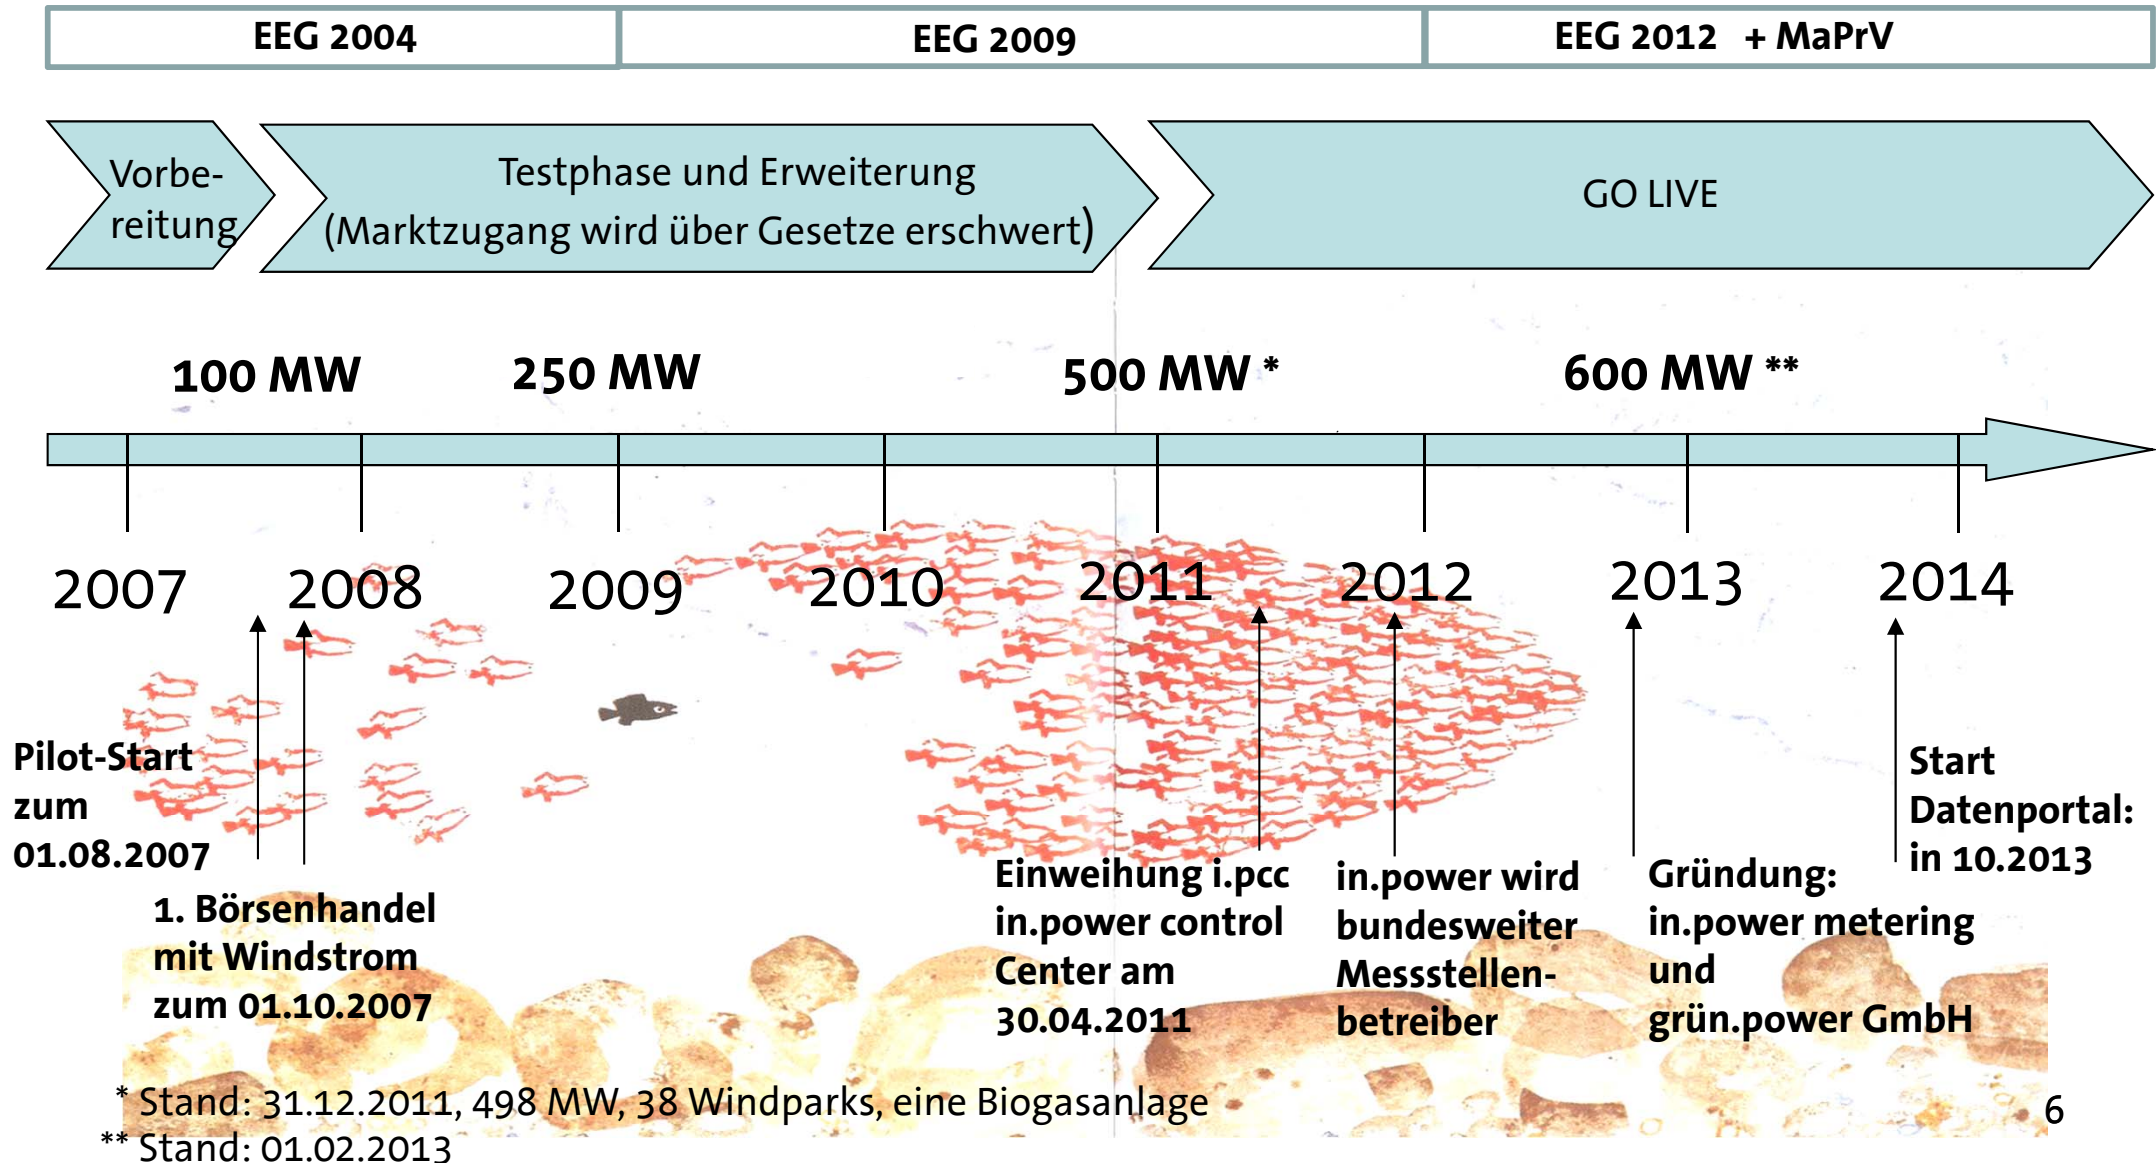 EEG 2004
EEG 2009
EEG 2012 + MaPrV
Vorbe-
reitung
Testphase und Erweiterung
(Marktzugang wird über Gesetze erschwert)
GO LIVE
100 MW
250 MW
500 MW *
600 MW **
2007
2008
2009
2010
2011
2012
2013
2014
Pilot-Start
zum
01.08.2007
1. Börsenhandel
mit Windstrom
zum 01.10.2007
Einweihung i.pcc
in.power control
Center am
30.04.2011
in.power wird
bundesweiter
Messstellen-
betreiber
Gründung:
in.power metering
und
grün.power GmbH
Start
Datenportal:
in 10.2013
* Stand: 31.12.2011, 498 MW, 38 Windparks, eine Biogasanlage
** Stand: 01.02.2013
6